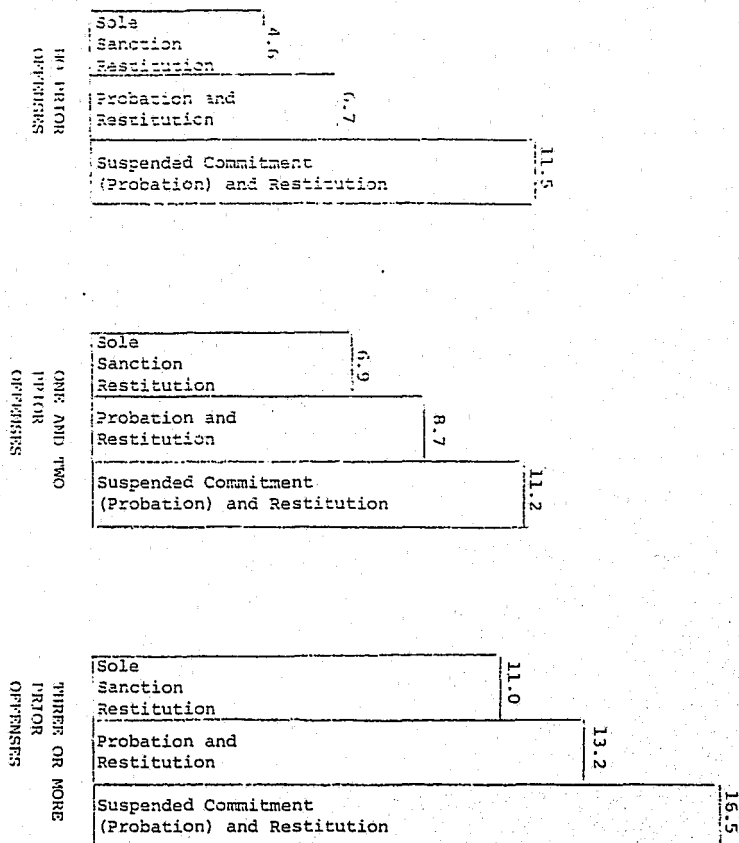 NO PRIOR
OFFENSES
Sole
Sanction
Restitution
4.6
Probation and
Restitution
6.7
Suspended Commitment
(Probation) and Restitution
11.5
ONE AND TWO
PRIOR
OFFENSES
Sole
Sanction
Restitution
6.9
Probation and
Restitution
8.7
Suspended Commitment
(Probation) and Restitution
11.2
THREE OR MORE
PRIOR
OFFENSES
Sole
Sanction
Restitution
11.0
Probation and
Restitution
13.2
Suspended Commitment
(Probation) and Restitution
16.5